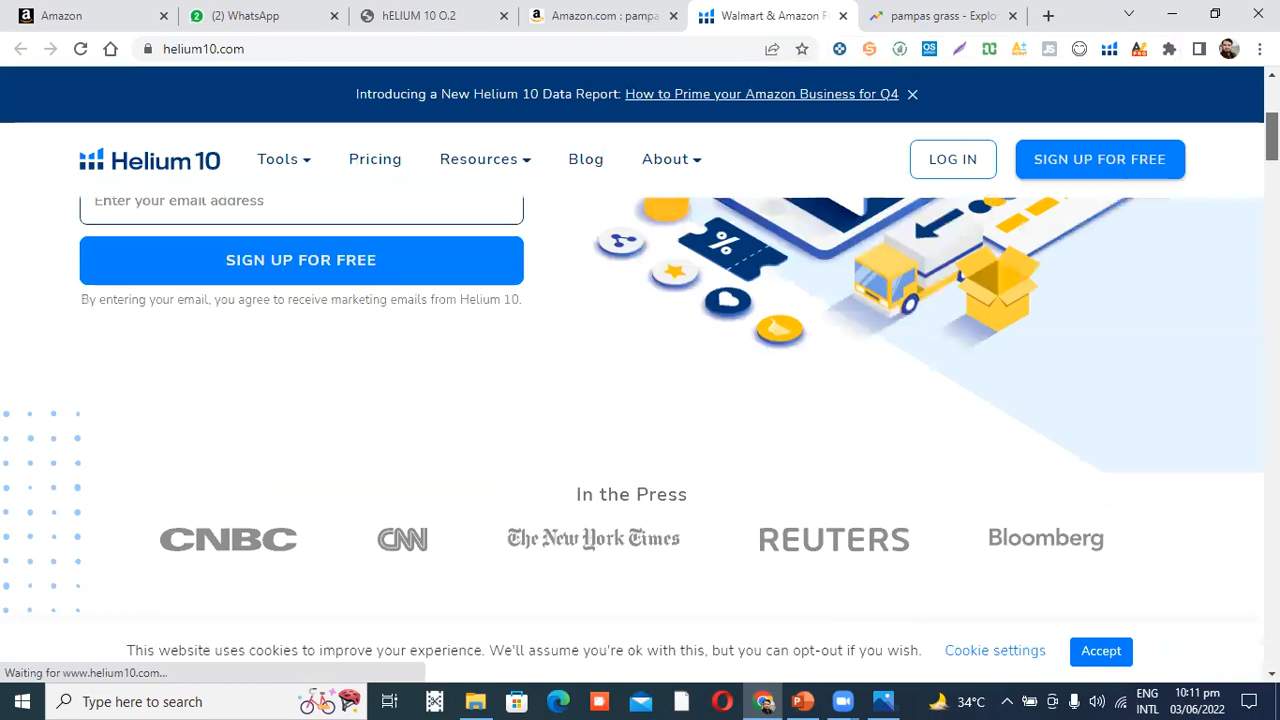 Amazon
(2) WhatsApp
hELIUM 10 O.2
Amazon.com : pampa
Walmart & Amazon F
pampas grass - Explo
helium10.com
Introducing a New Helium 10 Data Report: How to Prime your Amazon Business for Q4
Helium 10
Tools
Pricing
Resources
Blog
About
LOG IN
SIGN UP FOR FREE
Enter your email address
SIGN UP FOR FREE
By entering your email, you agree to receive marketing emails from Helium 10.
In the Press
CNBC
CNN
The New York Times
REUTERS
Bloomberg
This website uses cookies to improve your experience. We'll assume you're ok with this, but you can opt-out if you wish.
Cookie settings
Accept
Waiting for www.helium10.com...
Type here to search
34°C
ENG
INTL
10:11 pm
03/06/2022